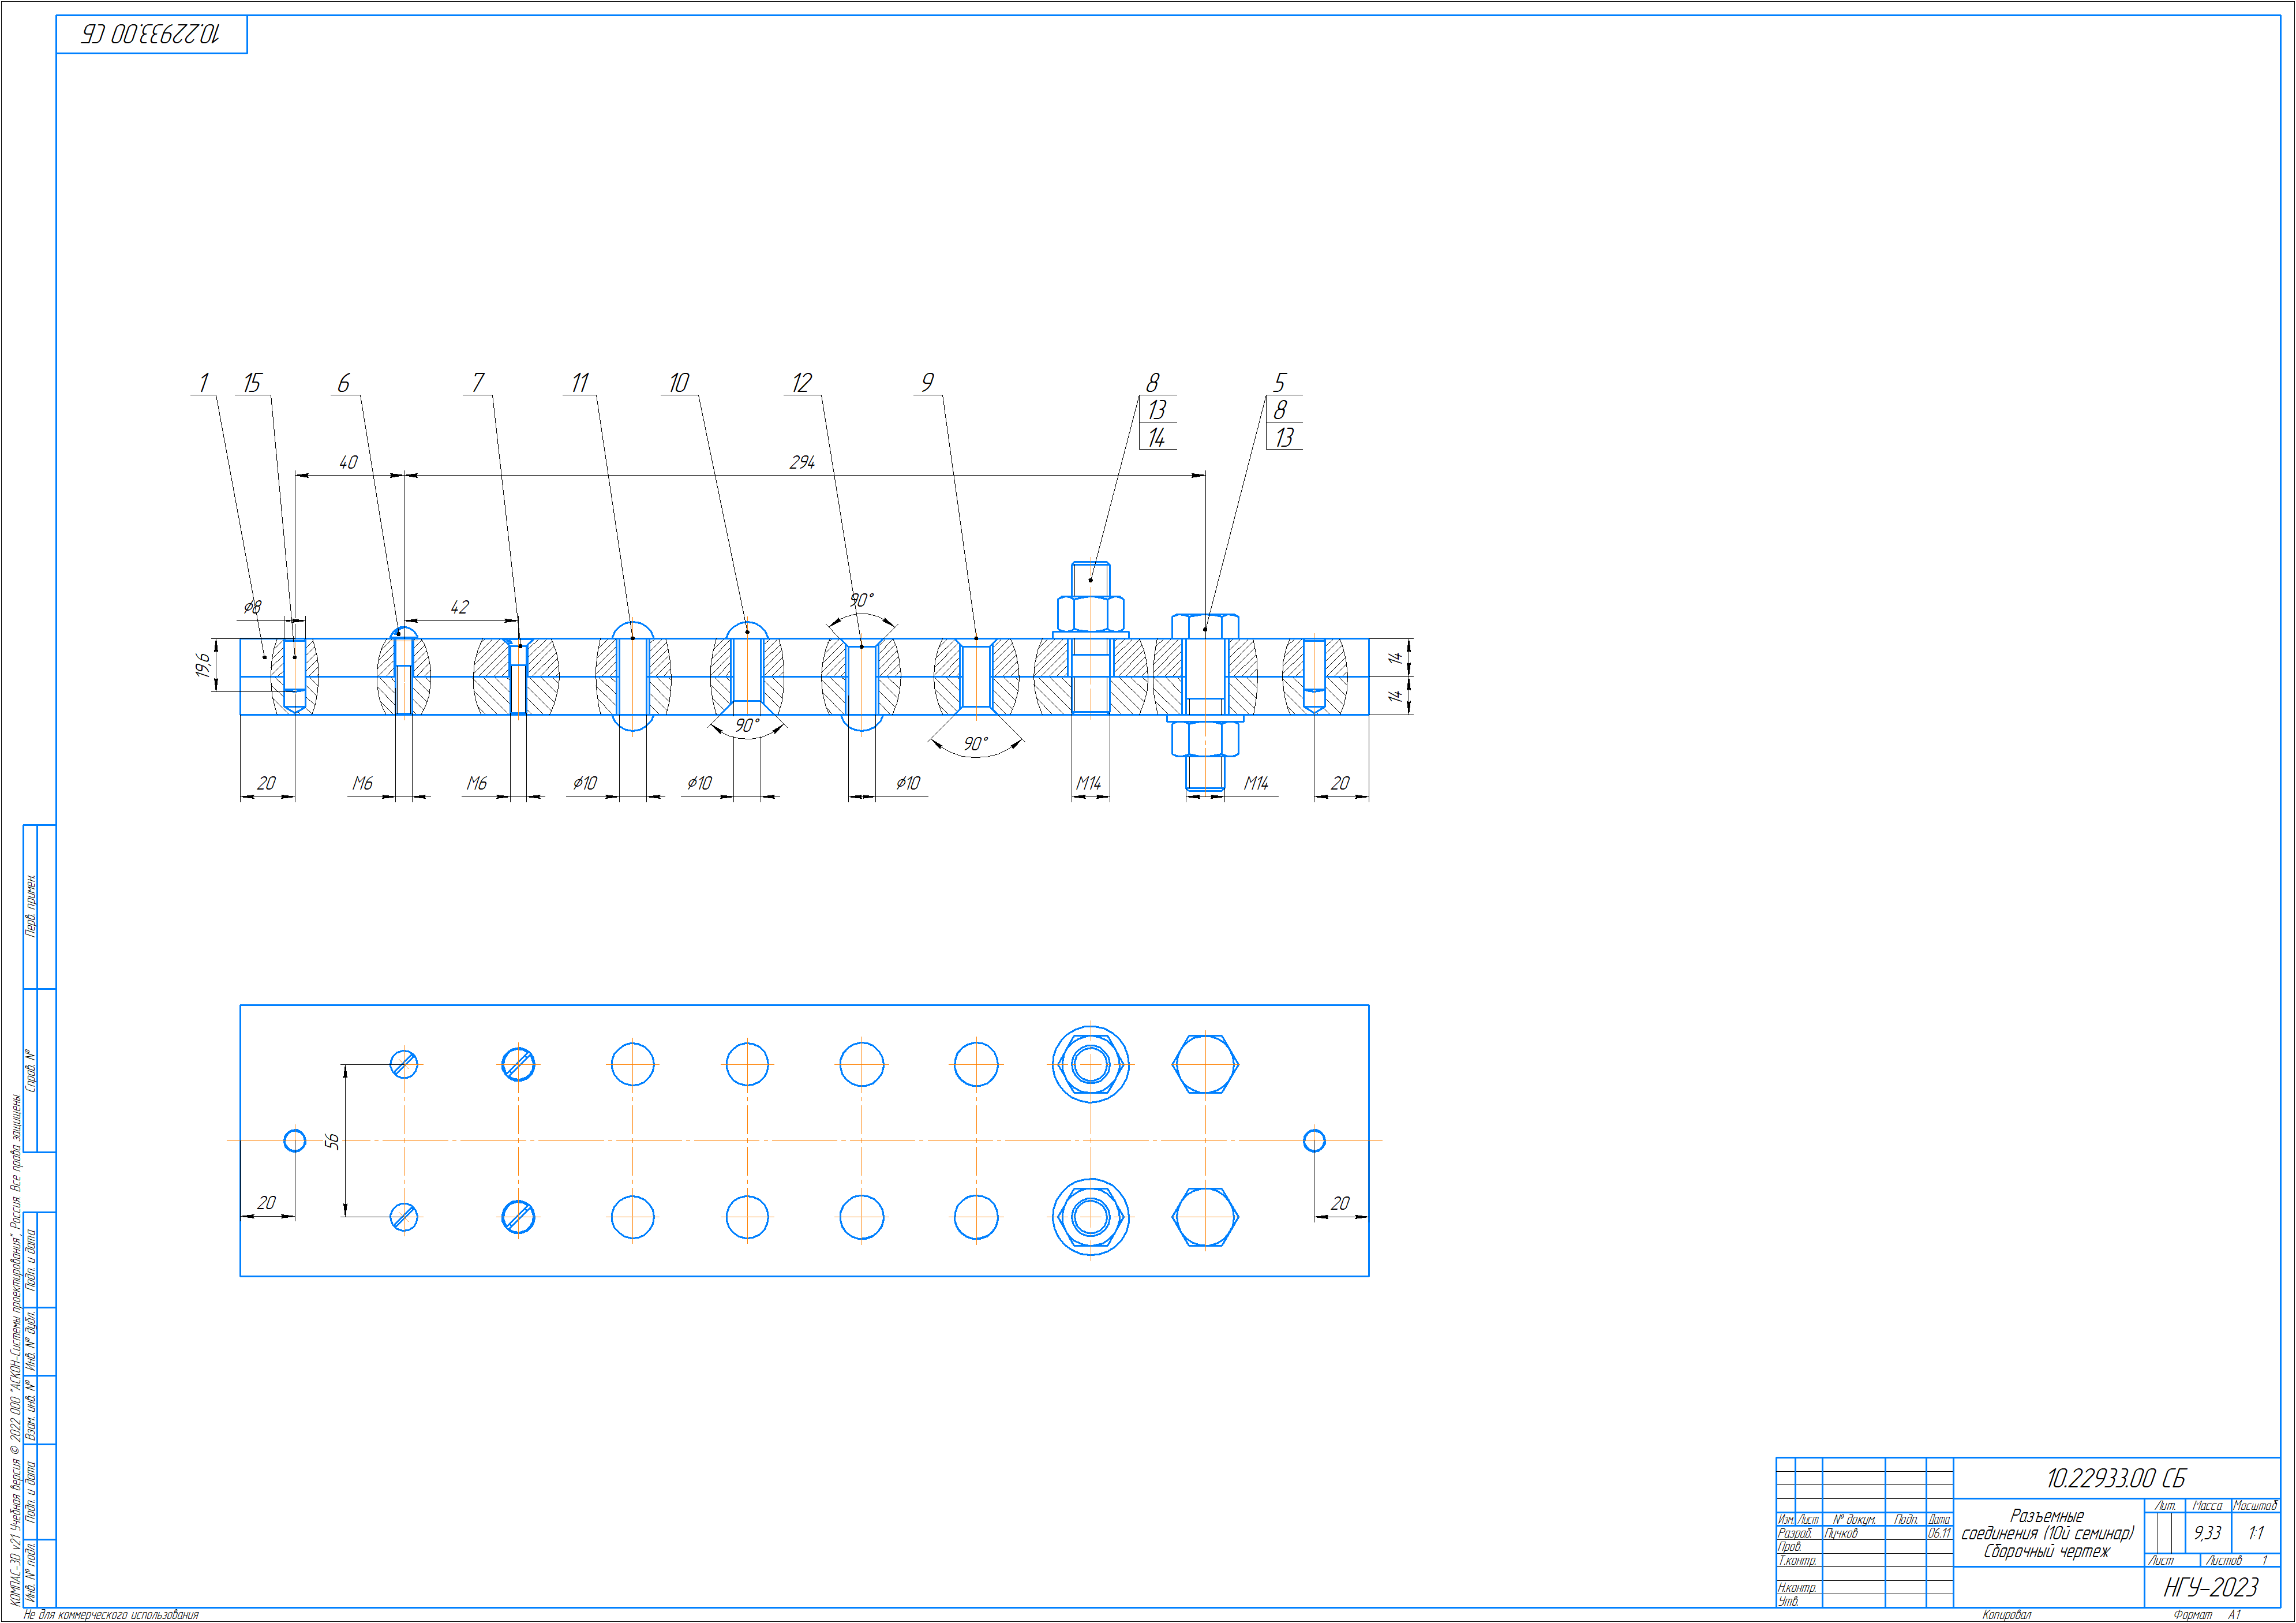 10.22933.00 СБ
1 15 6 7 11 10 12 9 8 5
13 8
14 13
40 294
90°
⌀8 42
19,6
14
14
90°
90°
20 М6 М6 ⌀10 ⌀10 ⌀10 М14 М14 20
56
20 20
Перв. примен.
Справ. №
Подп. и дата
Инв. № дубл.
Взам. инв. №
Подп. и дата
Инв. № подл.
КОМПАС-3D v21 Учебная версия © 2022 ООО "АСКОН-Системы проектирования", Россия. Все права защищены.
10.22933.00 СБ
Лит. Масса Масштаб
Изм. Лист № докум. Подп. Дата
Разраб. Пучков 06.11
Пров.
Т.контр.
Н.контр.
Утв.
Разъемные
соединения (10й семинар)
Сборочный чертеж
9,33 1:1
Лист Листов 1
НГУ-2023
Не для коммерческого использования
Копировал Формат А1